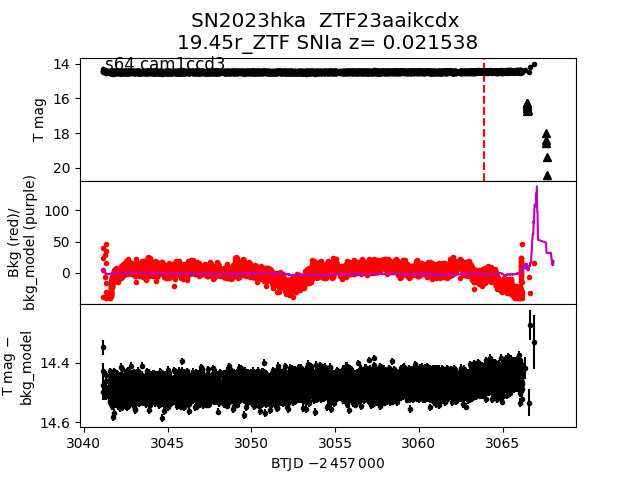 SN2023hka  ZTF23aaikcdx
19.45r_ZTF SNIa z= 0.021538
s64 cam1ccd3
T mag
14
16
18
20
Bkg (red)/
bkg_model (purple)
100
50
0
T mag −
bkg_model
14.4
14.6
3040
3045
3050
3055
3060
3065
BTJD −2 457 000